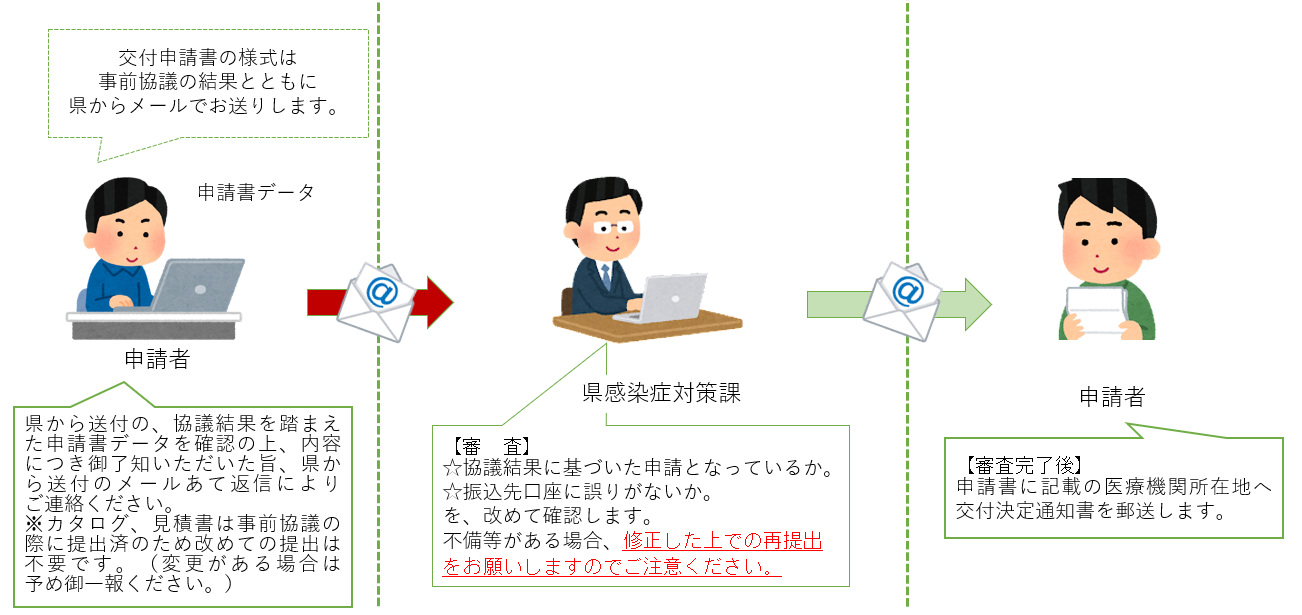 交付申請書の様式は
事前協議の結果とともに
県からメールでお送りします。
申請書データ
申請者
県から送付の、協議結果を踏まえ
た申請書データを確認の上、内容
につき御了知いただいた旨、県か
ら送付のメールあて返信により
ご連絡ください。
※カタログ、見積書は事前協議の
際に提出済のため改めての提出は
不要です。（変更がある場合は
予め御一報ください。）
@
県感染症対策課
【審　査】
☆協議結果に基づいた申請となっているか。
☆振込先口座に誤りがないか。
を、改めて確認します。
不備等がある場合、修正した上での再提出
をお願いしますのでご注意ください。
@
申請者
【審査完了後】
申請書に記載の医療機関所在地へ
交付決定通知書を郵送します。